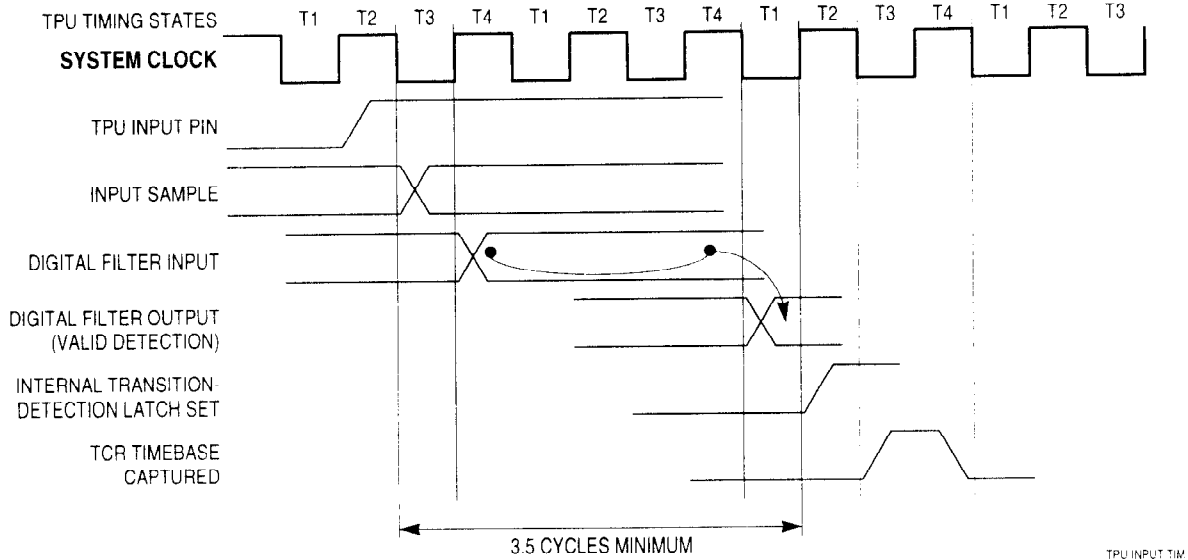 TPU TIMING STATES T1 T2 T3 T4 T1 T2 T3 T4 T1 T2 T3 T4 T1 T2 T3
SYSTEM CLOCK
TPU INPUT PIN
INPUT SAMPLE
DIGITAL FILTER INPUT
DIGITAL FILTER OUTPUT
(VALID DETECTION)
INTERNAL TRANSITION-
DETECTION LATCH SET
TCR TIMEBASE
CAPTURED
3.5 CYCLES MINIMUM
TPU INPUT TIM